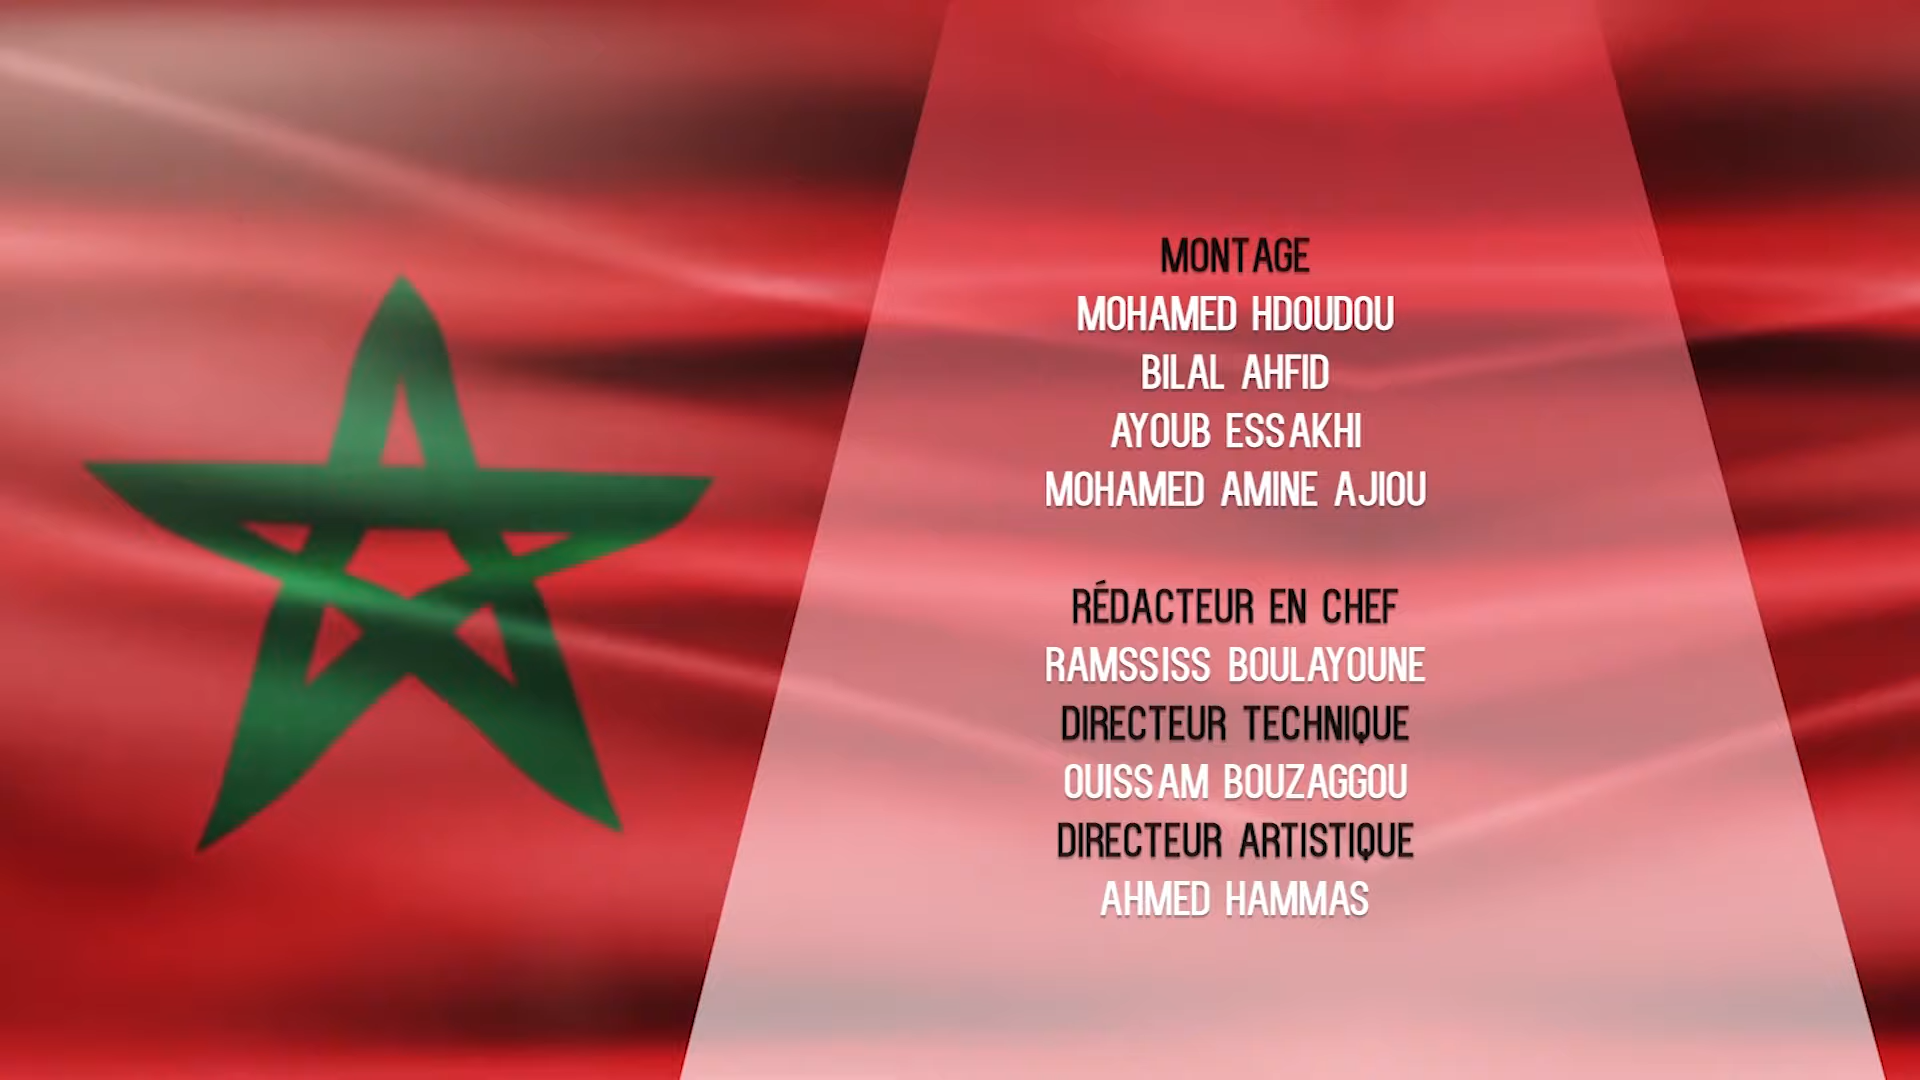 MONTAGE
MOHAMED HDOUDOU
BILAL AHFID
AYOUB ESSAKHI
MOHAMED AMINE AJIOU
RÉDACTEUR EN CHEF
RAMSSISS BOULAYOUNE
DIRECTEUR TECHNIQUE
OUISSAM BOUZAGGOU
DIRECTEUR ARTISTIQUE
AHMED HAMMAS